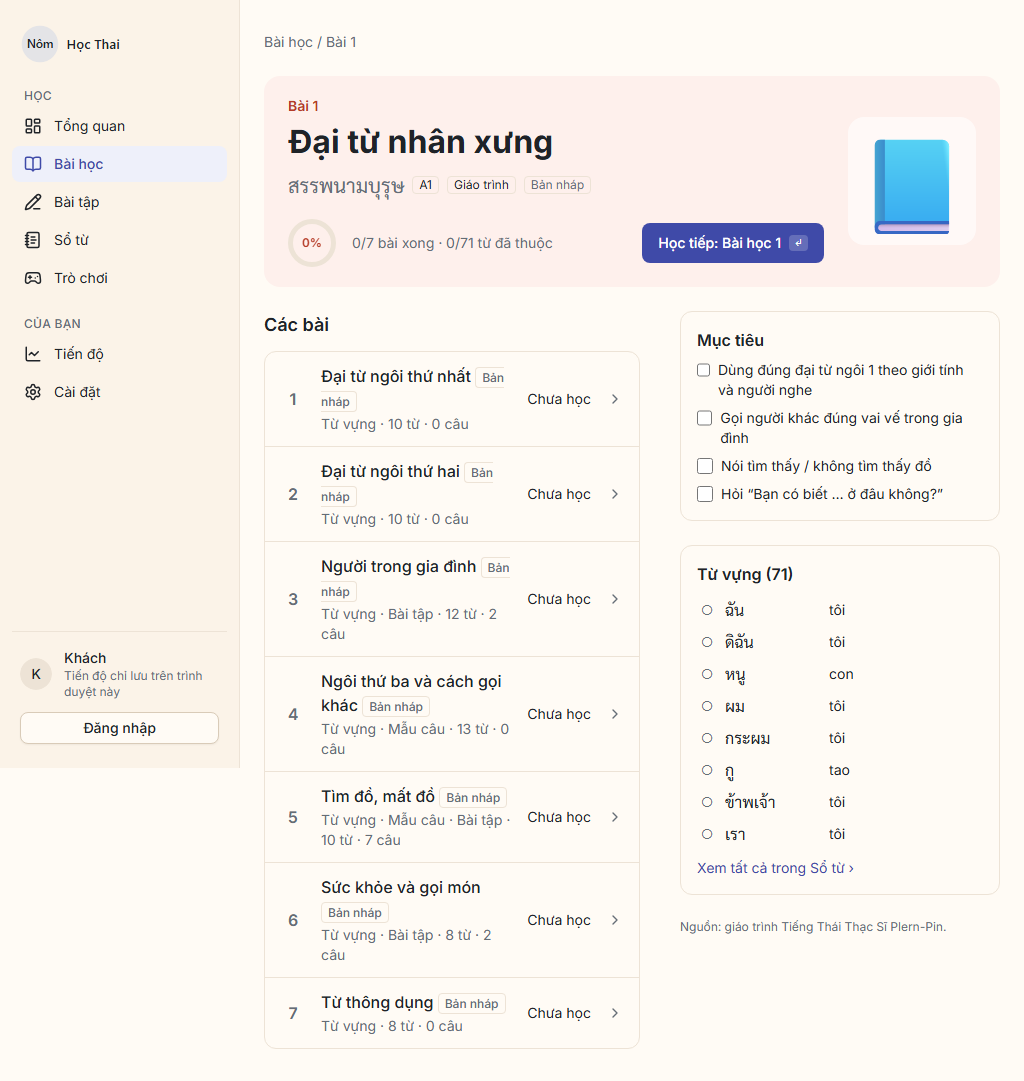 Nôm Học Thai
HỌC
Tổng quan
Bài học
Bài tập
Sổ từ
Trò chơi
CỦA BẠN
Tiến độ
Cài đặt
K Khách
Tiến độ chỉ lưu trên trình
duyệt này
Đăng nhập
Bài học / Bài 1
Bài 1
Đại từ nhân xưng
สรรพนามบุรุษ A1 Giáo trình Bản nháp
0% 0/7 bài xong · 0/71 từ đã thuộc
Học tiếp: Bài học 1 ↵
Các bài
1 Đại từ ngôi thứ nhất Bản
nháp
Từ vựng · 10 từ · 0 câu
Chưa học
2 Đại từ ngôi thứ hai Bản
nháp
Từ vựng · 10 từ · 0 câu
Chưa học
3 Người trong gia đình Bản
nháp
Từ vựng · Bài tập · 12 từ · 2
câu
Chưa học
4 Ngôi thứ ba và cách gọi
khác Bản nháp
Từ vựng · Mẫu câu · 13 từ · 0
câu
Chưa học
5 Tìm đồ, mất đồ Bản nháp
Từ vựng · Mẫu câu · Bài tập ·
10 từ · 7 câu
Chưa học
6 Sức khỏe và gọi món
Bản nháp
Từ vựng · Bài tập · 8 từ · 2
câu
Chưa học
7 Từ thông dụng Bản nháp
Từ vựng · 8 từ · 0 câu
Chưa học
Mục tiêu
Dùng đúng đại từ ngôi 1 theo giới tính
và người nghe
Gọi người khác đúng vai vế trong gia
đình
Nói tìm thấy / không tìm thấy đồ
Hỏi “Bạn có biết … ở đâu không?”
Từ vựng (71)
ฉัน tôi
ดิฉัน tôi
หนู con
ผม tôi
กระผม tôi
กู tao
ข้าพเจ้า tôi
เรา tôi
Xem tất cả trong Sổ từ ›
Nguồn: giáo trình Tiếng Thái Thạc Sĩ Plern-Pin.